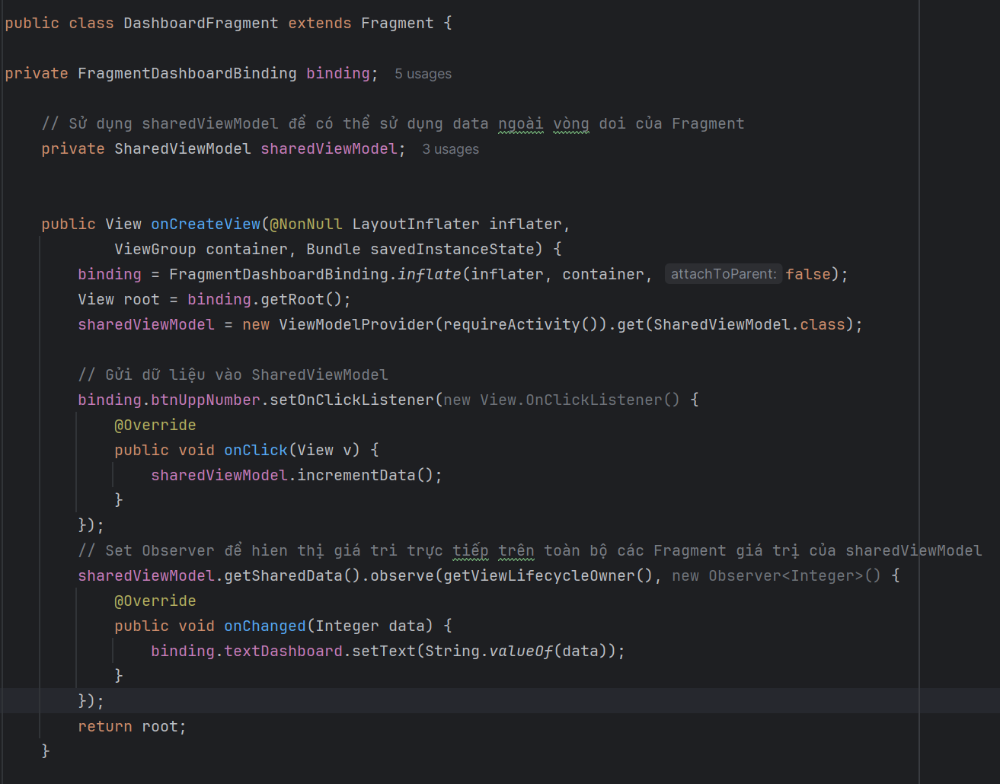 public class DashboardFragment extends Fragment {
private FragmentDashboardBinding binding; 5 usages
// Sử dụng sharedViewModel để có thể sử dụng data ngoài vòng doi của Fragment
private SharedViewModel sharedViewModel; 3 usages
public View onCreateView(@NonNull LayoutInflater inflater,
ViewGroup container, Bundle savedInstanceState) {
binding = FragmentDashboardBinding.inflate(inflater, container, attachToParent: false);
View root = binding.getRoot();
sharedViewModel = new ViewModelProvider(requireActivity()).get(SharedViewModel.class);
// Gửi dữ liệu vào SharedViewModel
binding.btnUppNumber.setOnClickListener(new View.OnClickListener() {
@Override
public void onClick(View v) {
sharedViewModel.incrementData();
}
});
// Set Observer để hien thị giá tri trực tiếp trên toàn bộ các Fragment giá trị của sharedViewModel
sharedViewModel.getSharedData().observe(getViewLifecycleOwner(), new Observer<Integer>() {
@Override
public void onChanged(Integer data) {
binding.textDashboard.setText(String.valueOf(data));
}
});
return root;
}